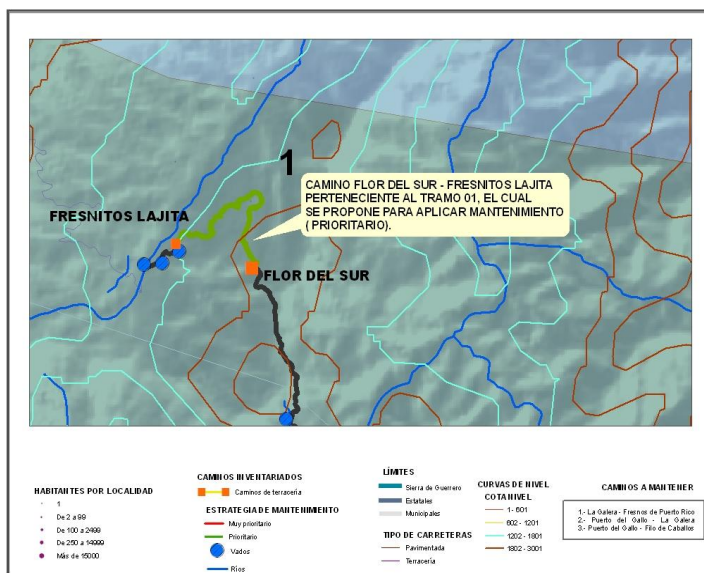 1
CAMINO FLOR DEL SUR - FRESNITOS LAJITA
PERTENECIENTE AL TRAMO 01, EL CUAL
SE PROPONE PARA APLICAR MANTENIMIENTO
( PRIORITARIO).
FRESNITOS LAJITA
FLOR DEL SUR
HABITANTES POR LOCALIDAD
1
De 2 a 99
De 100 a 2499
De 250 a 14999
Más de 15000
CAMINOS INVENTARIADOS
Caminos de terracería
ESTRATEGIA DE MANTENIMIENTO
Muy prioritario
Prioritario
Vados
Ríos
LÍMITES
Sierra de Guerrero
Estatales
Municipales
TIPO DE CARRETERAS
Pavimentada
Terracería
CURVAS DE NIVEL
COTA NIVEL
1 - 601
602 - 1201
1202 - 1801
1802 - 3001
CAMINOS A MANTENER
1.- La Galera - Fresnos de Puerto Rico
2.- Puerto del Gallo - La Galera
3.- Puerto del Gallo - Filo de Caballos